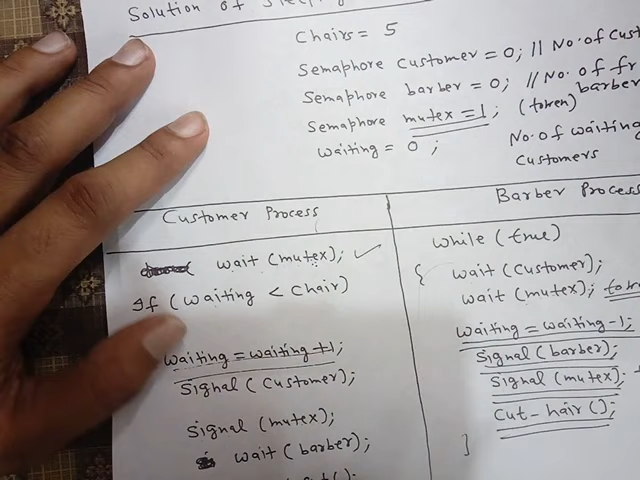 Solution of
Chairs = 5
Semaphore Customer = 0; // No. of Cust
Semaphore barber = 0; // No. of fr
barber
Semaphore mutex = 1; (token)
Waiting = 0 ; No. of waiting
Customers
Customer Process
wait (mutex);
If (Waiting < Chair)
Waiting = waiting + 1;
Signal (Customer);
Signal (mutex);
wait (barber);
Barber Process
while (true)
{ wait (Customer);
wait (mutex);
waiting = waiting - 1;
Signal (barber);
Signal (mutex);
Cut-hair ();
}